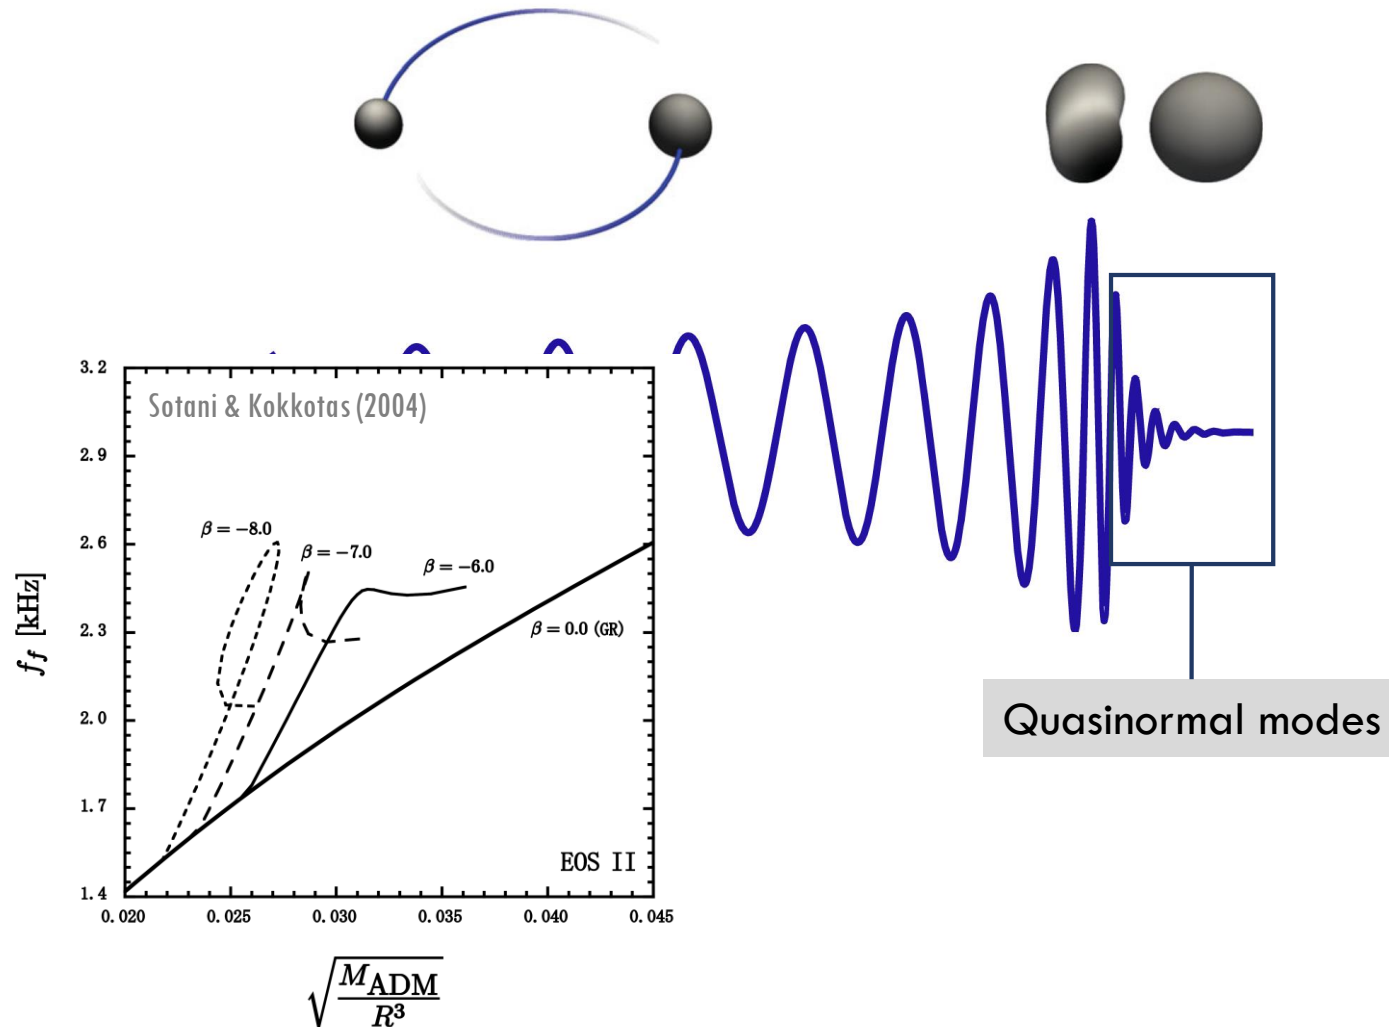 3.2
Sotani & Kokkotas (2004)
2.9
β = −8.0
2.6
β = −7.0
β = −6.0
f_f [kHz]
2.3
β = 0.0 (GR)
2.0
Quasinormal modes
1.7
EOS II
1.4
0.020 0.025 0.030 0.035 0.040 0.045
√(M_ADM / R³)